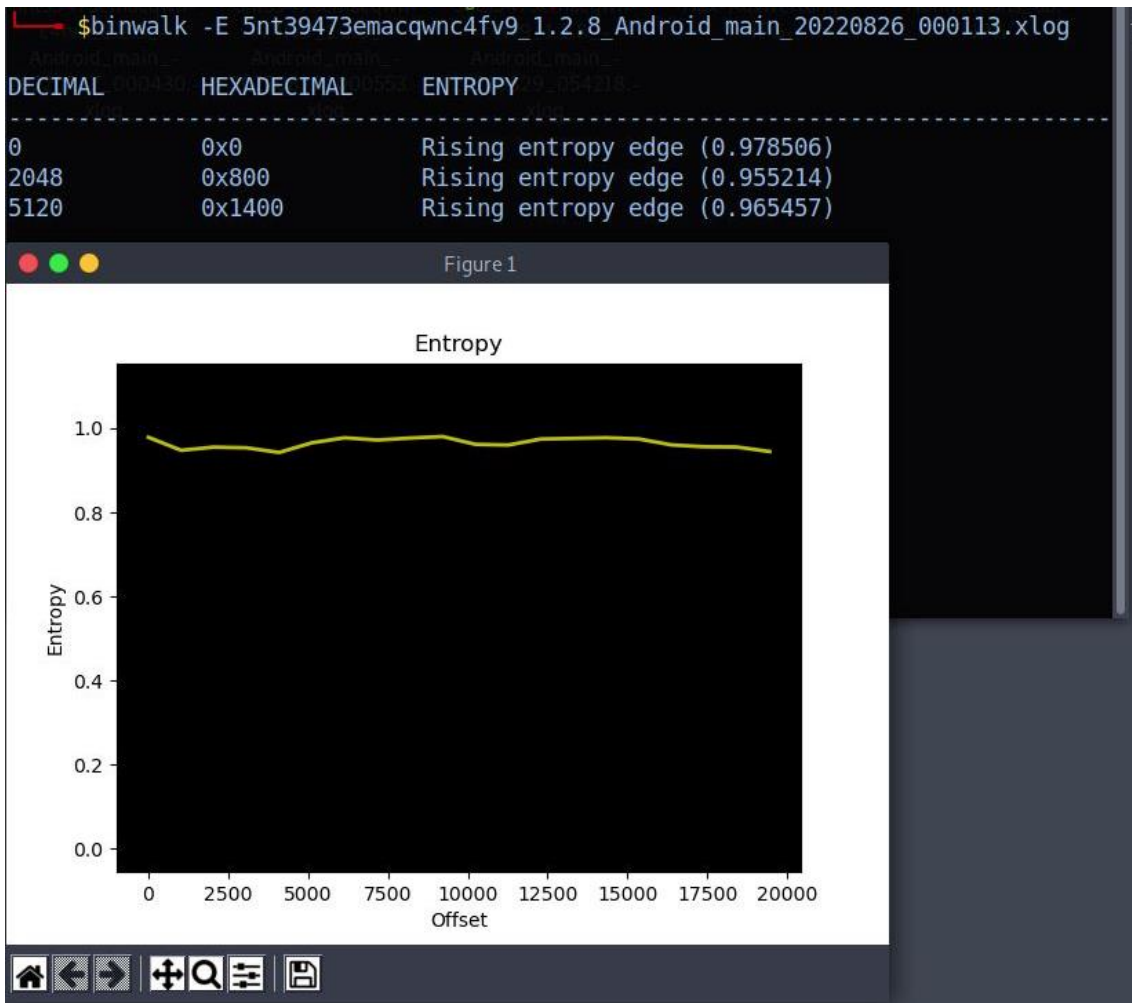 $binwalk -E 5nt39473emacqwnc4fv9_1.2.8_Android_main_20220826_000113.xlog
DECIMAL HEXADECIMAL ENTROPY
--------------------------------------------------------------------------------
0 0x0 Rising entropy edge (0.978506)
2048 0x800 Rising entropy edge (0.955214)
5120 0x1400 Rising entropy edge (0.965457)
Figure 1
Entropy
1.0
0.8
0.6
0.4
0.2
0.0
Entropy
0 2500 5000 7500 10000 12500 15000 17500 20000
Offset